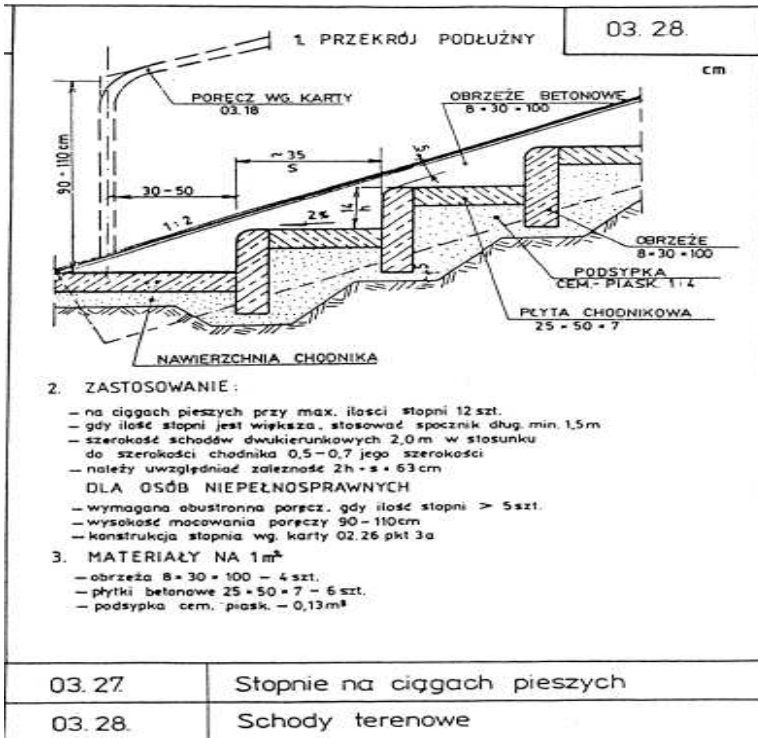 1. PRZEKRÓJ PODŁUŻNY
03. 28.
cm
PORĘCZ WG. KARTY
03.18
OBRZEŻE BETONOWE
8 × 30 × 100
90 ÷ 110 cm
~ 35
S
3,5
30 - 50
14
h
1 : 2
2%
5
OBRZEŻE
8 × 30 × 100
PODSYPKA
CEM.- PIASK. 1 : 4
PŁYTA CHODNIKOWA
25 × 50 × 7
NAWIERZCHNIA CHODNIKA
2. ZASTOSOWANIE:
– na ciągach pieszych przy max. ilosci stopni 12 szt.
– gdy ilość stopni jest większa, stosować spocznik dług. min. 1,5 m
– szerokość schodów dwukierunkowych 2,0 m w stosunku
do szerokości chodnika 0,5 – 0,7 jego szerokości
– należy uwzględniać zależność 2h + s = 63 cm
DLA OSÓB NIEPEŁNOSPRAWNYCH
– wymagana obustronna poręcz, gdy ilość stopni > 5 szt.
– wysokość mocowania poręczy 90 – 110 cm
– konstrukcja stopnia wg. karty 02.26 pkt 3a
3. MATERIAŁY NA 1 m²
– obrzeża 8 × 30 × 100 – 4 szt.
– płytki betonowe 25 × 50 × 7 – 6 szt.
– podsypka cem. piask. – 0,13 m³
03. 27. Stopnie na ciągach pieszych
03. 28. Schody terenowe